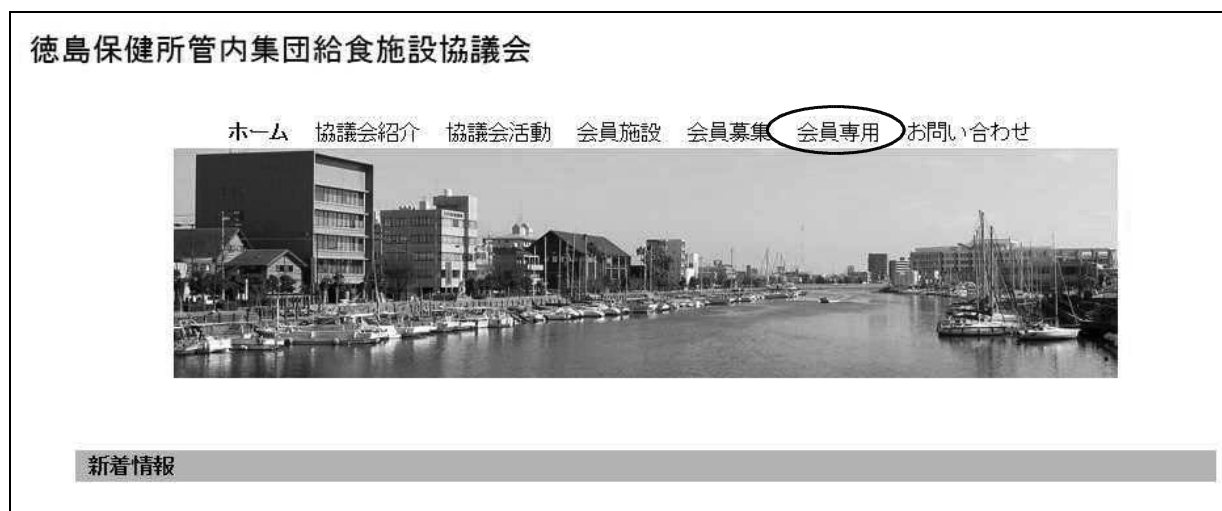 徳島保健所管内集団給食施設協議会
ホーム 協議会紹介 協議会活動 会員施設 会員募集 会員専用 お問い合わせ
新着情報